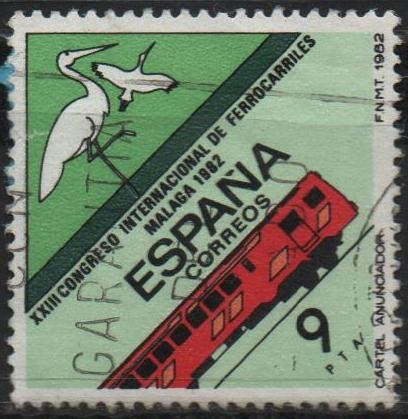 XXIII CONGRESO INTERNACIONAL DE FERROCARRILES
MALAGA 1982
ESPAÑA
CORREOS
9
PTA
F.N.M.T. 1982
CARTEL ANUNCIADOR